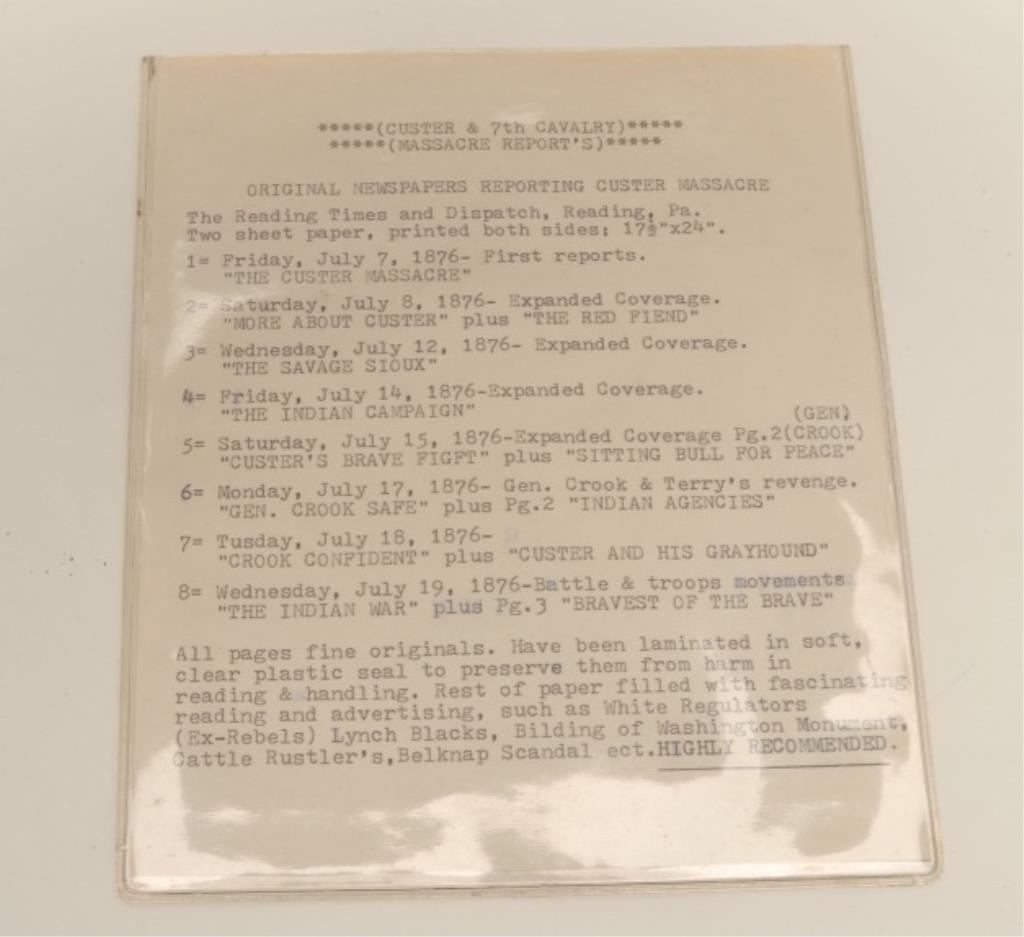 *****(CUSTER & 7th CAVALRY)*****
*****(MASSACRE REPORT'S)*****
ORIGINAL NEWSPAPERS REPORTING CUSTER MASSACRE
The Reading Times and Dispatch, Reading, Pa.
Two sheet paper, printed both sides; 17½"x24".
1= Friday, July 7, 1876- First reports.
"THE CUSTER MASSACRE"
2= Saturday, July 8, 1876- Expanded Coverage.
"MORE ABOUT CUSTER" plus "THE RED FIEND"
3= Wednesday, July 12, 1876- Expanded Coverage.
"THE SAVAGE SIOUX"
4= Friday, July 14, 1876-Expanded Coverage.
"THE INDIAN CAMPAIGN" (GEN)
5= Saturday, July 15, 1876-Expanded Coverage Pg.2(CROOK)
"CUSTER'S BRAVE FIGFT" plus "SITTING BULL FOR PEACE"
6= Monday, July 17, 1876- Gen. Crook & Terry's revenge.
"GEN. CROOK SAFE" plus Pg.2 "INDIAN AGENCIES"
7= Tusday, July 18, 1876-
"CROOK CONFIDENT" plus "CUSTER AND HIS GRAYHOUND"
8= Wednesday, July 19, 1876-Battle & troops movements.
"THE INDIAN WAR" plus Pg.3 "BRAVEST OF THE BRAVE"
All pages fine originals. Have been laminated in soft,
clear plastic seal to preserve them from harm in
reading & handling. Rest of paper filled with fascinating
reading and advertising, such as White Regulators
(Ex-Rebels) Lynch Blacks, Bilding of Washington Monument,
Cattle Rustler's,Belknap Scandal ect.HIGHLY RECOMMENDED.